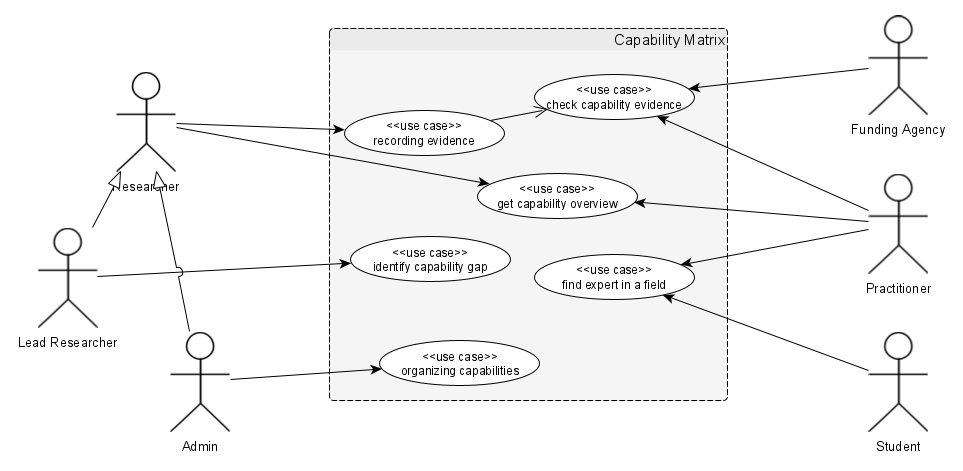 Capability Matrix
<<use case>>
check capability evidence
<<use case>>
recording evidence
Funding Agency
Researcher
<<use case>>
get capability overview
<<use case>>
identify capability gap
<<use case>>
find expert in a field
Practitioner
Lead Researcher
<<use case>>
organizing capabilities
Admin
Student